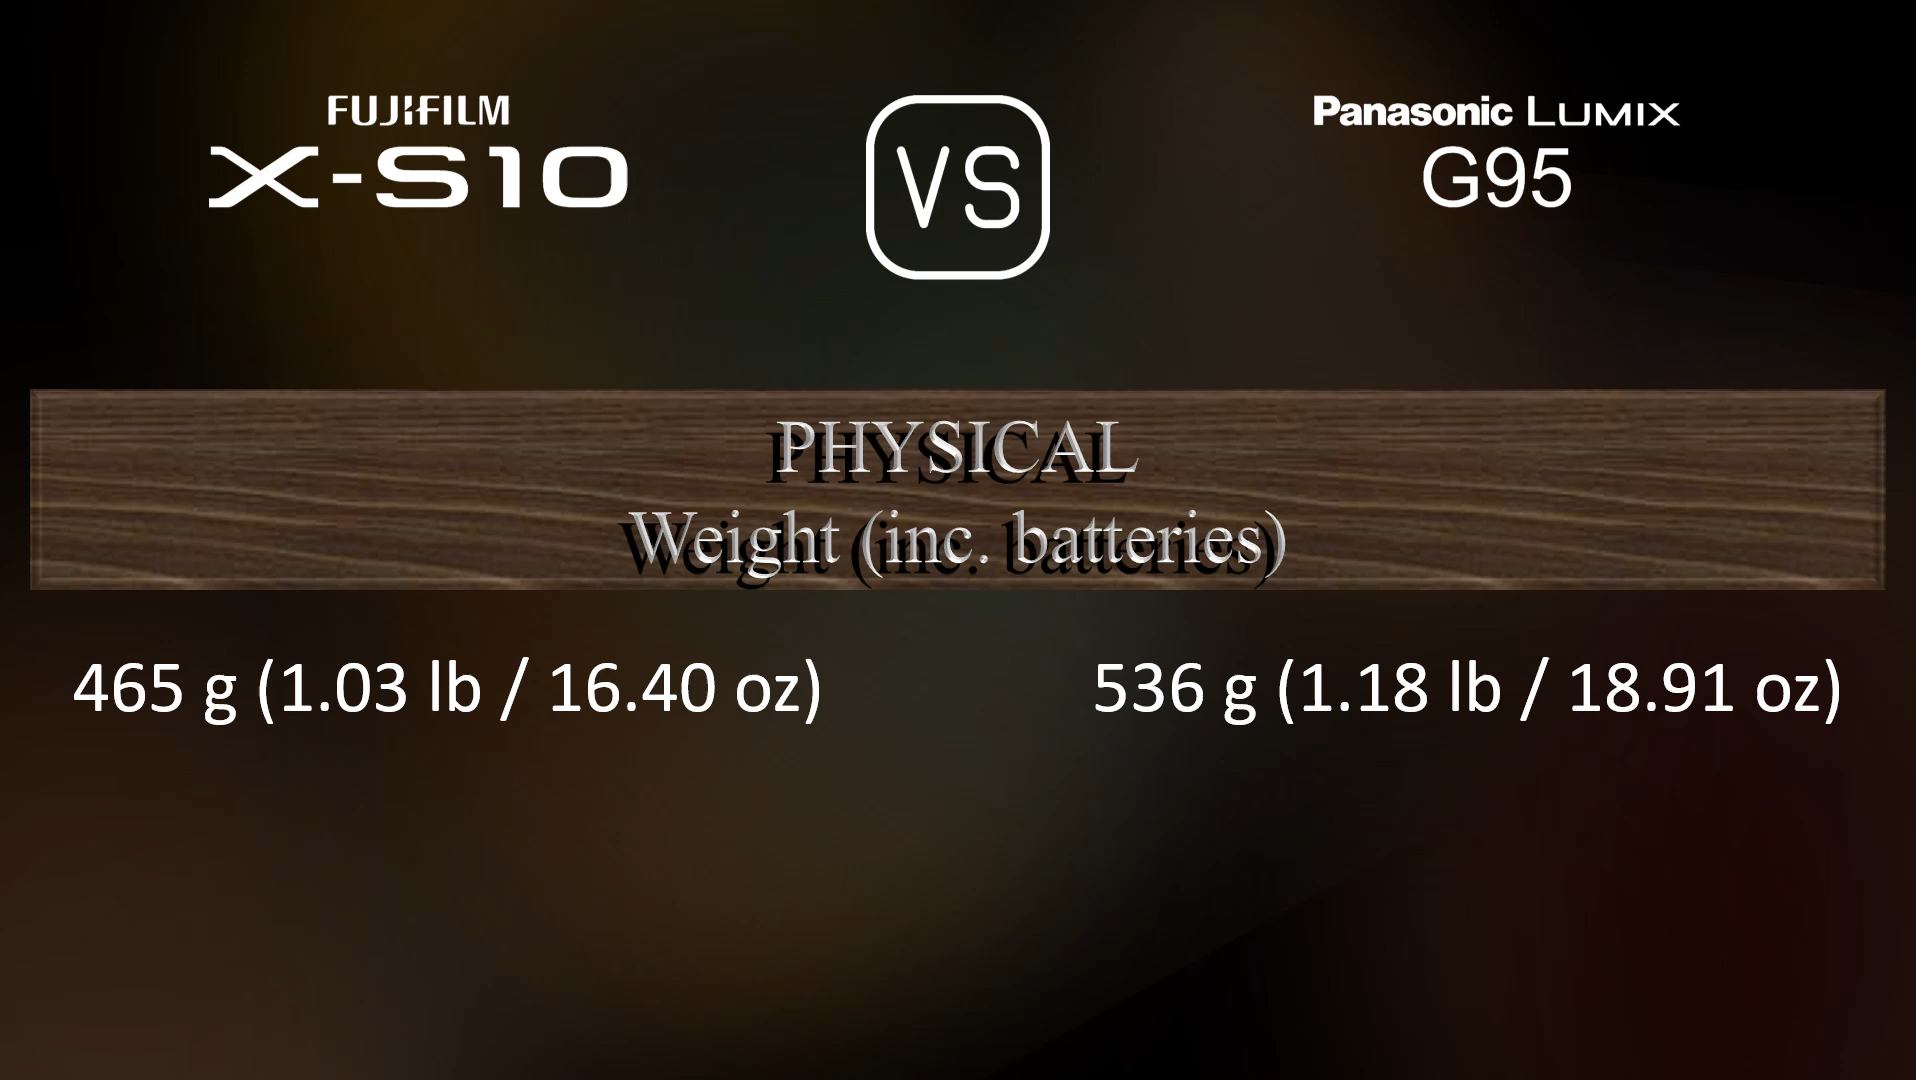 FUJIFILM
X-S10
VS
Panasonic LUMIX
G95
PHYSICAL
Weight (inc. batteries)
465 g (1.03 lb / 16.40 oz)
536 g (1.18 lb / 18.91 oz)